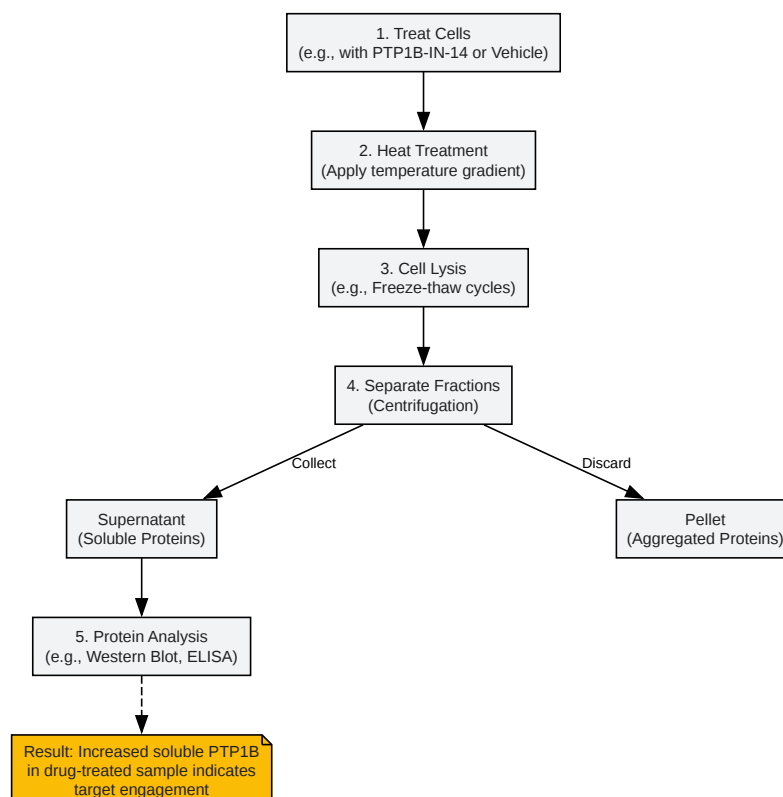 1. Treat Cells
(e.g., with PTP1B-IN-14 or Vehicle)
2. Heat Treatment
(Apply temperature gradient)
3. Cell Lysis
(e.g., Freeze-thaw cycles)
4. Separate Fractions
(Centrifugation)
Collect
Discard
Supernatant
(Soluble Proteins)
Pellet
(Aggregated Proteins)
5. Protein Analysis
(e.g., Western Blot, ELISA)
Result: Increased soluble PTP1B
in drug-treated sample indicates
target engagement